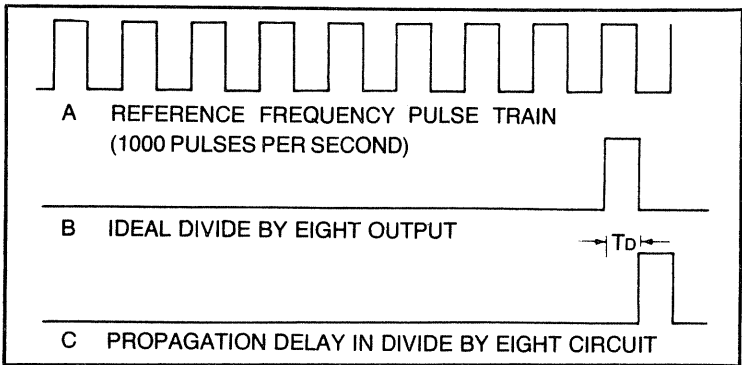 A REFERENCE FREQUENCY PULSE TRAIN
(1000 PULSES PER SECOND)
B IDEAL DIVIDE BY EIGHT OUTPUT
TD
C PROPAGATION DELAY IN DIVIDE BY EIGHT CIRCUIT